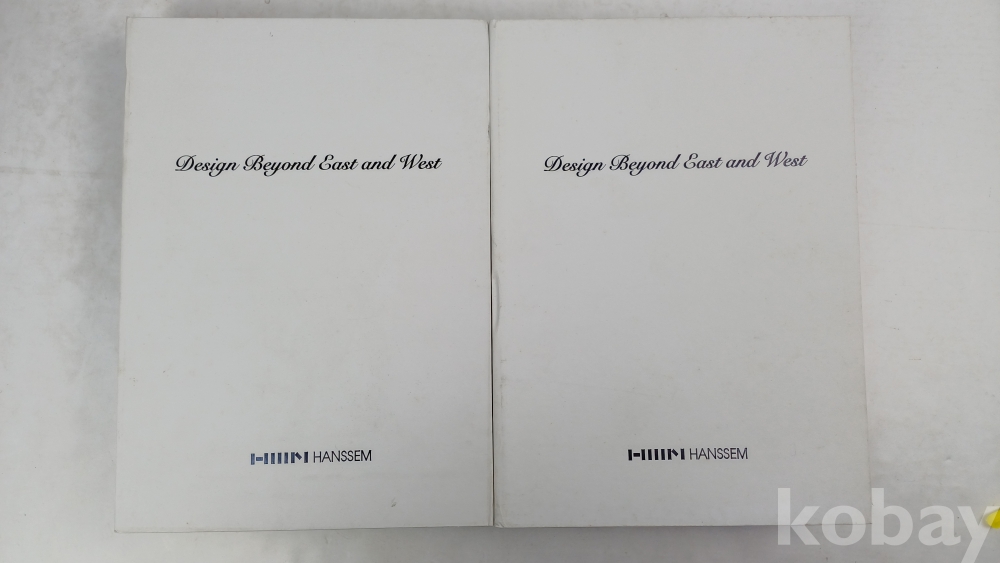 Design Beyond East and West
HANSSEM
Design Beyond East and West
HANSSEM
kobay